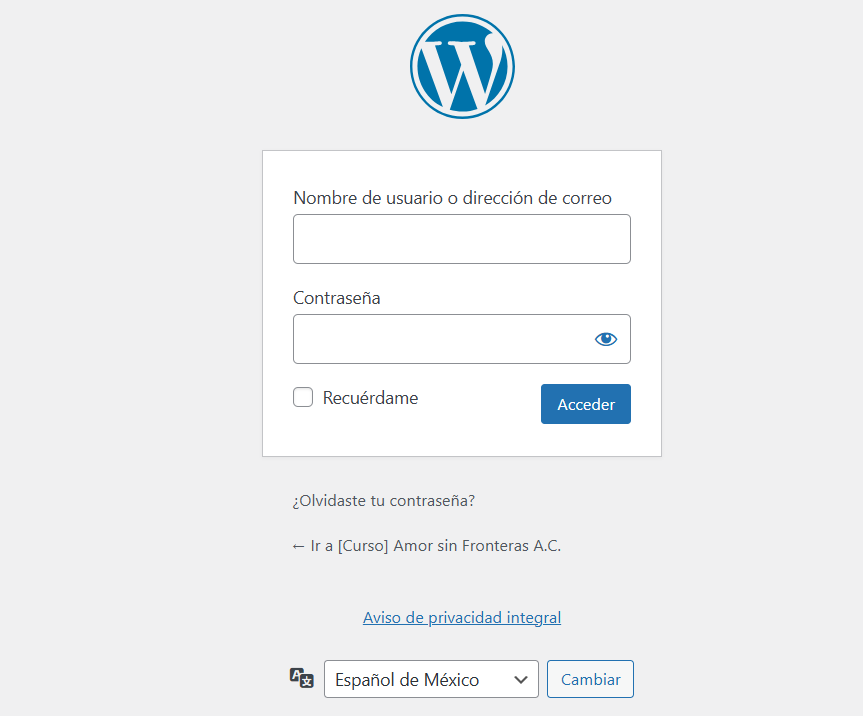 Nombre de usuario o dirección de correo
Contraseña
Recuérdame
Acceder
¿Olvidaste tu contraseña?
← Ir a [Curso] Amor sin Fronteras A.C.
Aviso de privacidad integral
Español de México
Cambiar